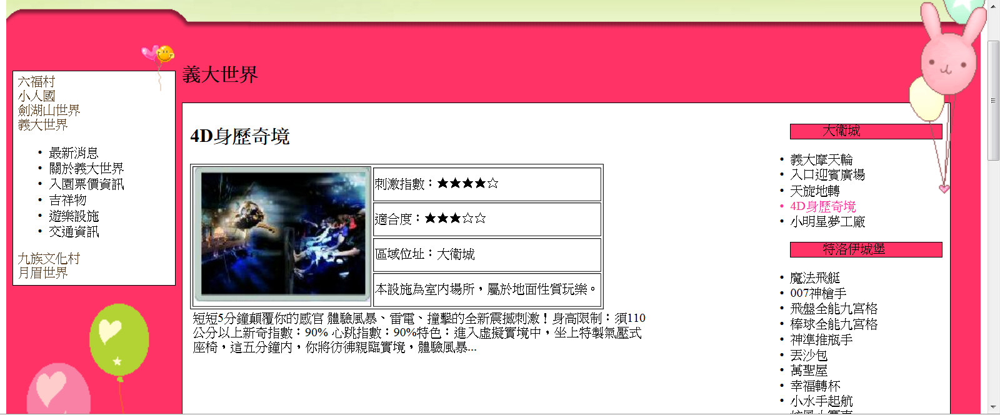 六福村
小人國
劍湖山世界
義大世界
最新消息
關於義大世界
入園票價資訊
吉祥物
遊樂設施
交通資訊
九族文化村
月眉世界
義大世界
4D身歷奇境
刺激指數：★★★★☆
適合度：★★★☆☆
區域位址：大衛城
本設施為室內場所，屬於地面性質玩樂。
短短5分鐘顛覆你的感官 體驗風暴、雷電、撞擊的全新震撼刺激！身高限制：須110
公分以上新奇指數：90% 心跳指數：90%特色：進入虛擬實境中，坐上特製氣壓式
座椅，這五分鐘內，你將彷彿親臨實境，體驗風暴...
大衛城
義大摩天輪
入口迎賓廣場
天旋地轉
4D身歷奇境
小明星夢工廠
特洛伊城堡
魔法飛艇
007神槍手
飛盤全能九宮格
棒球全能九宮格
神準推瓶手
丟沙包
萬聖屋
幸福轉杯
小水手起航